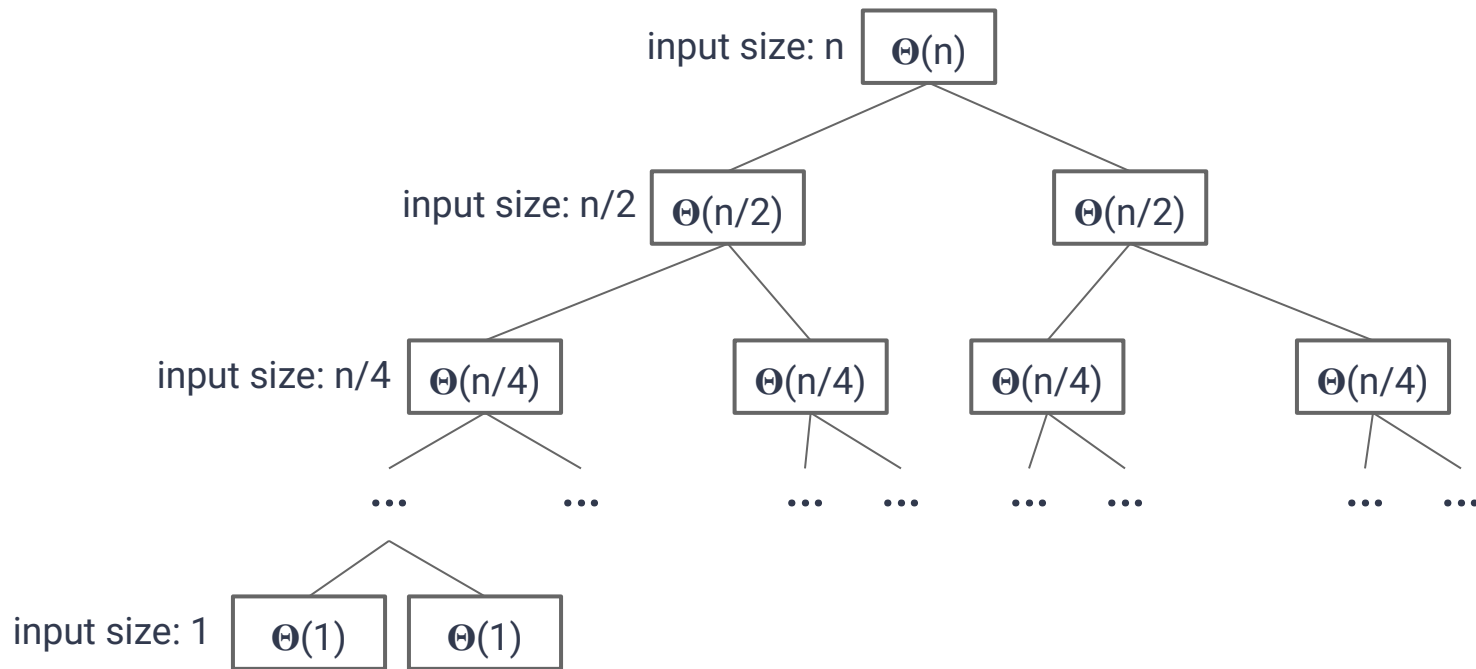 input size: n Θ(n)
input size: n/2 Θ(n/2) Θ(n/2)
input size: n/4 Θ(n/4) Θ(n/4) Θ(n/4) Θ(n/4)
... ... ... ... ... ... ... ...
input size: 1 Θ(1) Θ(1)